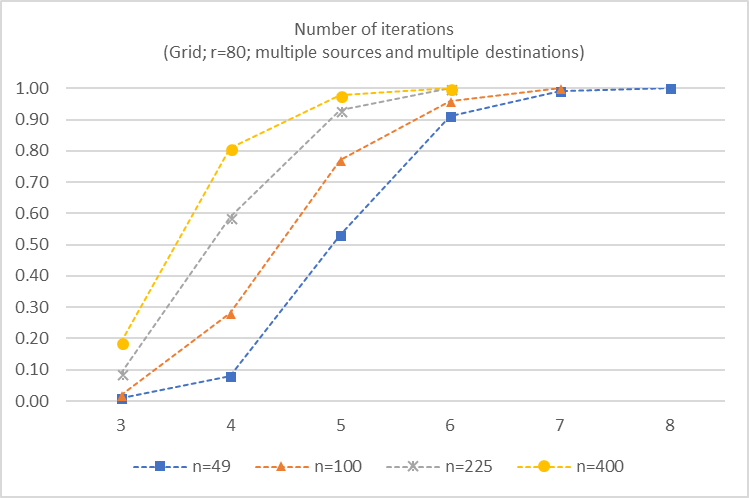 Number of iterations
(Grid; r=80; multiple sources and multiple destinations)
1.00
0.90
0.80
0.70
0.60
0.50
0.40
0.30
0.20
0.10
0.00
3 4 5 6 7 8
n=49 n=100 n=225 n=400